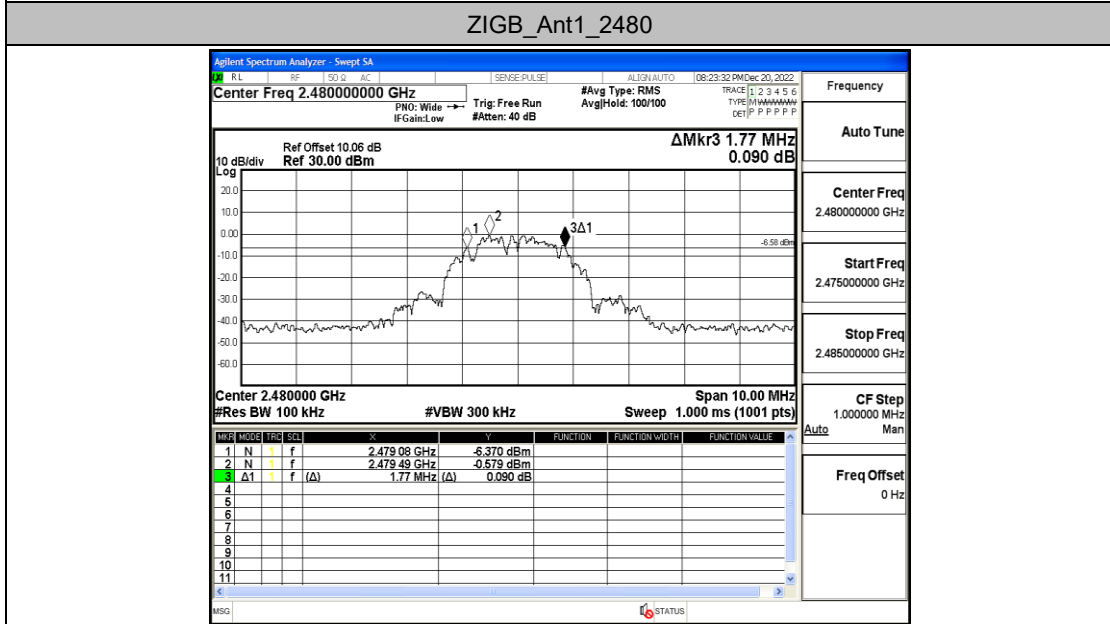 ZIGB_Ant1_2480
Agilent Spectrum Analyzer - Swept SA
LXI RL RF 50 Ω AC SENSE:PULSE ALIGN AUTO 08:23:32 PM Dec 20, 2022
Center Freq 2.480000000 GHz
PNO: Wide
IFGain:Low
Trig: Free Run
#Atten: 40 dB
#Avg Type: RMS
Avg|Hold: 100/100
TRACE 1 2 3 4 5 6
TYPE M WWWWW
DET P P P P P P
ΔMkr3 1.77 MHz
0.090 dB
Ref Offset 10.06 dB
10 dB/div Ref 30.00 dBm
Log
20.0
10.0
0.00
-10.0
-20.0
-30.0
-40.0
-50.0
-60.0
1
2
3Δ1
-6.58 dBm
Center 2.480000 GHz Span 10.00 MHz
#Res BW 100 kHz #VBW 300 kHz Sweep 1.000 ms (1001 pts)
MKR MODE TRC SCL X Y FUNCTION FUNCTION WIDTH FUNCTION VALUE
1 N 1 f 2.479 08 GHz -6.370 dBm
2 N 1 f 2.479 49 GHz -0.579 dBm
3 Δ1 1 f (Δ) 1.77 MHz (Δ) 0.090 dB
4
5
6
7
8
9
10
11
MSG STATUS
Frequency
Auto Tune
Center Freq
2.480000000 GHz
Start Freq
2.475000000 GHz
Stop Freq
2.485000000 GHz
CF Step
1.000000 MHz
Auto Man
Freq Offset
0 Hz